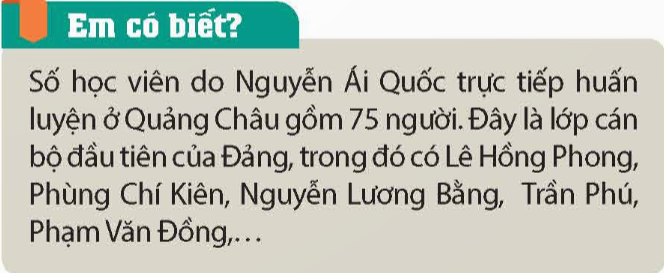 Em có biết?
Số học viên do Nguyễn Ái Quốc trực tiếp huấn
luyện ở Quảng Châu gồm 75 người. Đây là lớp cán
bộ đầu tiên của Đảng, trong đó có Lê Hồng Phong,
Phùng Chí Kiên, Nguyễn Lương Bằng, Trần Phú,
Phạm Văn Đồng,...